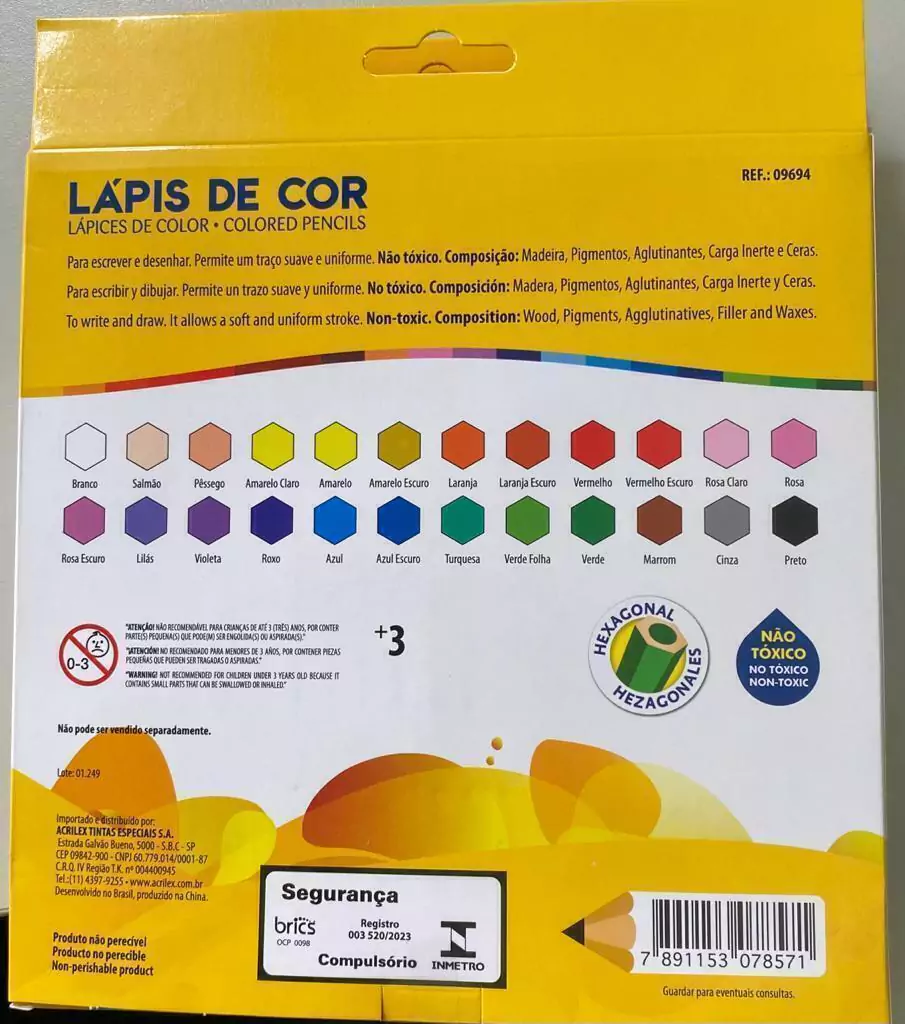 LÁPIS DE COR
REF.: 09694
LÁPICES DE COLOR • COLORED PENCILS
Para escrever e desenhar. Permite um traço suave e uniforme. Não tóxico. Composição: Madeira, Pigmentos, Aglutinantes, Carga Inerte e Ceras.
Para escribir y dibujar. Permite un trazo suave y uniforme. No tóxico. Composición: Madera, Pigmentos, Aglutinantes, Carga Inerte y Ceras.
To write and draw. It allows a soft and uniform stroke. Non-toxic. Composition: Wood, Pigments, Agglutinatives, Filler and Waxes.
Branco Salmão Pêssego Amarelo Claro Amarelo Amarelo Escuro Laranja Laranja Escuro Vermelho Vermelho Escuro Rosa Claro Rosa
Rosa Escuro Lilás Violeta Roxo Azul Azul Escuro Turquesa Verde Folha Verde Marrom Cinza Preto
0-3
"ATENÇÃO! NÃO RECOMENDÁVEL PARA CRIANÇAS DE ATÉ 3 (TRÊS) ANOS, POR CONTER
PARTE(S) PEQUENA(S) QUE PODE(M) SER ENGOLIDA(S) OU ASPIRADA(S)."
"¡ATENCIÓN! NO RECOMENDADO PARA MENORES DE 3 AÑOS, POR CONTENER PIEZAS
PEQUEÑAS QUE PUEDEN SER TRAGADAS O ASPIRADAS."
"WARNING! NOT RECOMMENDED FOR CHILDREN UNDER 3 YEARS OLD BECAUSE IT
CONTAINS SMALL PARTS THAT CAN BE SWALLOWED OR INHALED."
+3
HEXAGONAL
HEZAGONALES
NÃO
TÓXICO
NO TÓXICO
NON-TOXIC
Não pode ser vendido separadamente.
Lote: 01.249
Importado e distribuído por:
ACRILEX TINTAS ESPECIAIS S.A.
Estrada Galvão Bueno, 5000 - S.B.C - SP
CEP 09842-900 - CNPJ 60.779.014/0001-87
C.R.Q. IV Região T.K. nº 004400945
Tel.:(11) 4397-9255 • www.acrilex.com.br
Desenvolvido no Brasil, produzido na China.
Produto não perecível
Producto no perecible
Non-perishable product
Segurança
brics
OCP 0098
Registro
003 520/2023
Compulsório
INMETRO
7 891153 078571
Guardar para eventuais consultas.